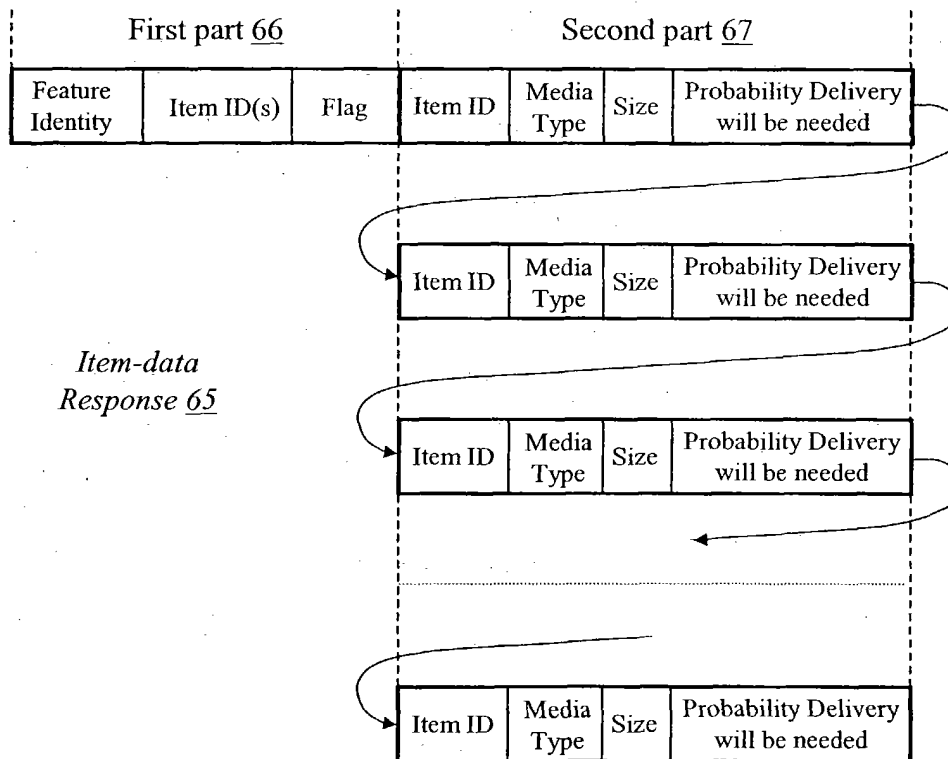 First part 66 Second part 67
Feature Identity Item ID(s) Flag Item ID Media Type Size Probability Delivery will be needed
Item ID Media Type Size Probability Delivery will be needed
Item-data
Response 65
Item ID Media Type Size Probability Delivery will be needed
Item ID Media Type Size Probability Delivery will be needed